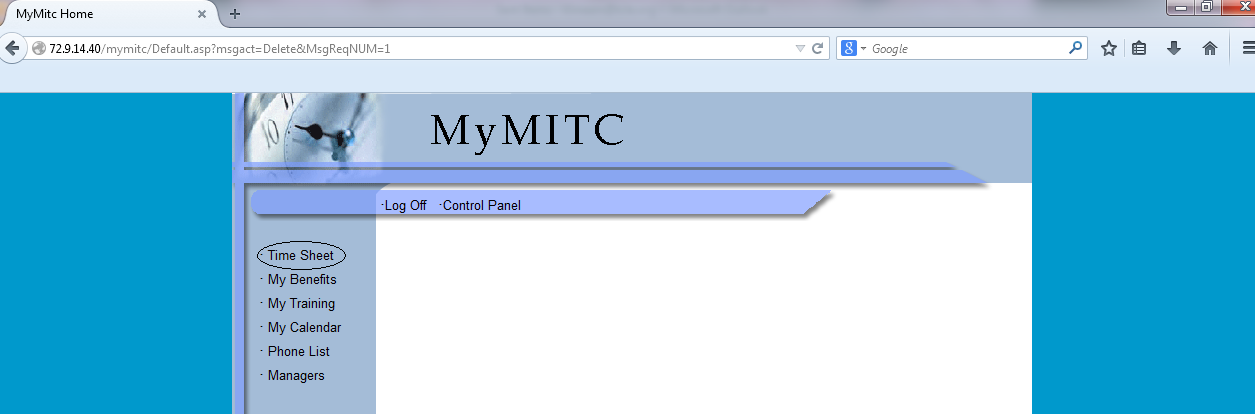 MyMitc Home
72.9.14.40/mymitc/Default.asp?msgact=Delete&MsgReqNUM=1
Google
MyMITC
·Log Off ·Control Panel
· Time Sheet
· My Benefits
· My Training
· My Calendar
· Phone List
· Managers